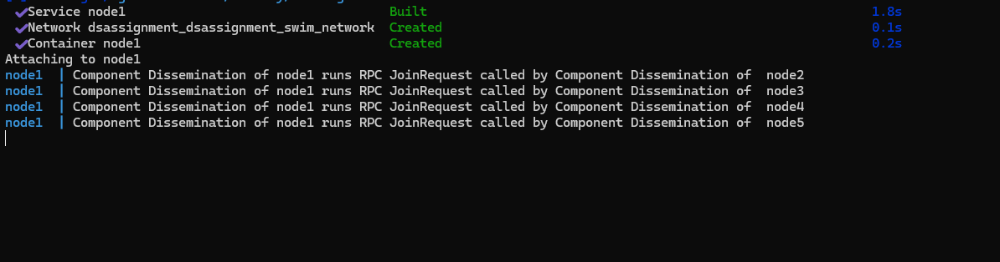 ✔Service node1 Built 1.8s
✔Network dsassignment_dsassignment_swim_network Created 0.1s
✔Container node1 Created 0.2s
Attaching to node1
node1 | Component Dissemination of node1 runs RPC JoinRequest called by Component Dissemination of  node2
node1 | Component Dissemination of node1 runs RPC JoinRequest called by Component Dissemination of  node3
node1 | Component Dissemination of node1 runs RPC JoinRequest called by Component Dissemination of  node4
node1 | Component Dissemination of node1 runs RPC JoinRequest called by Component Dissemination of  node5